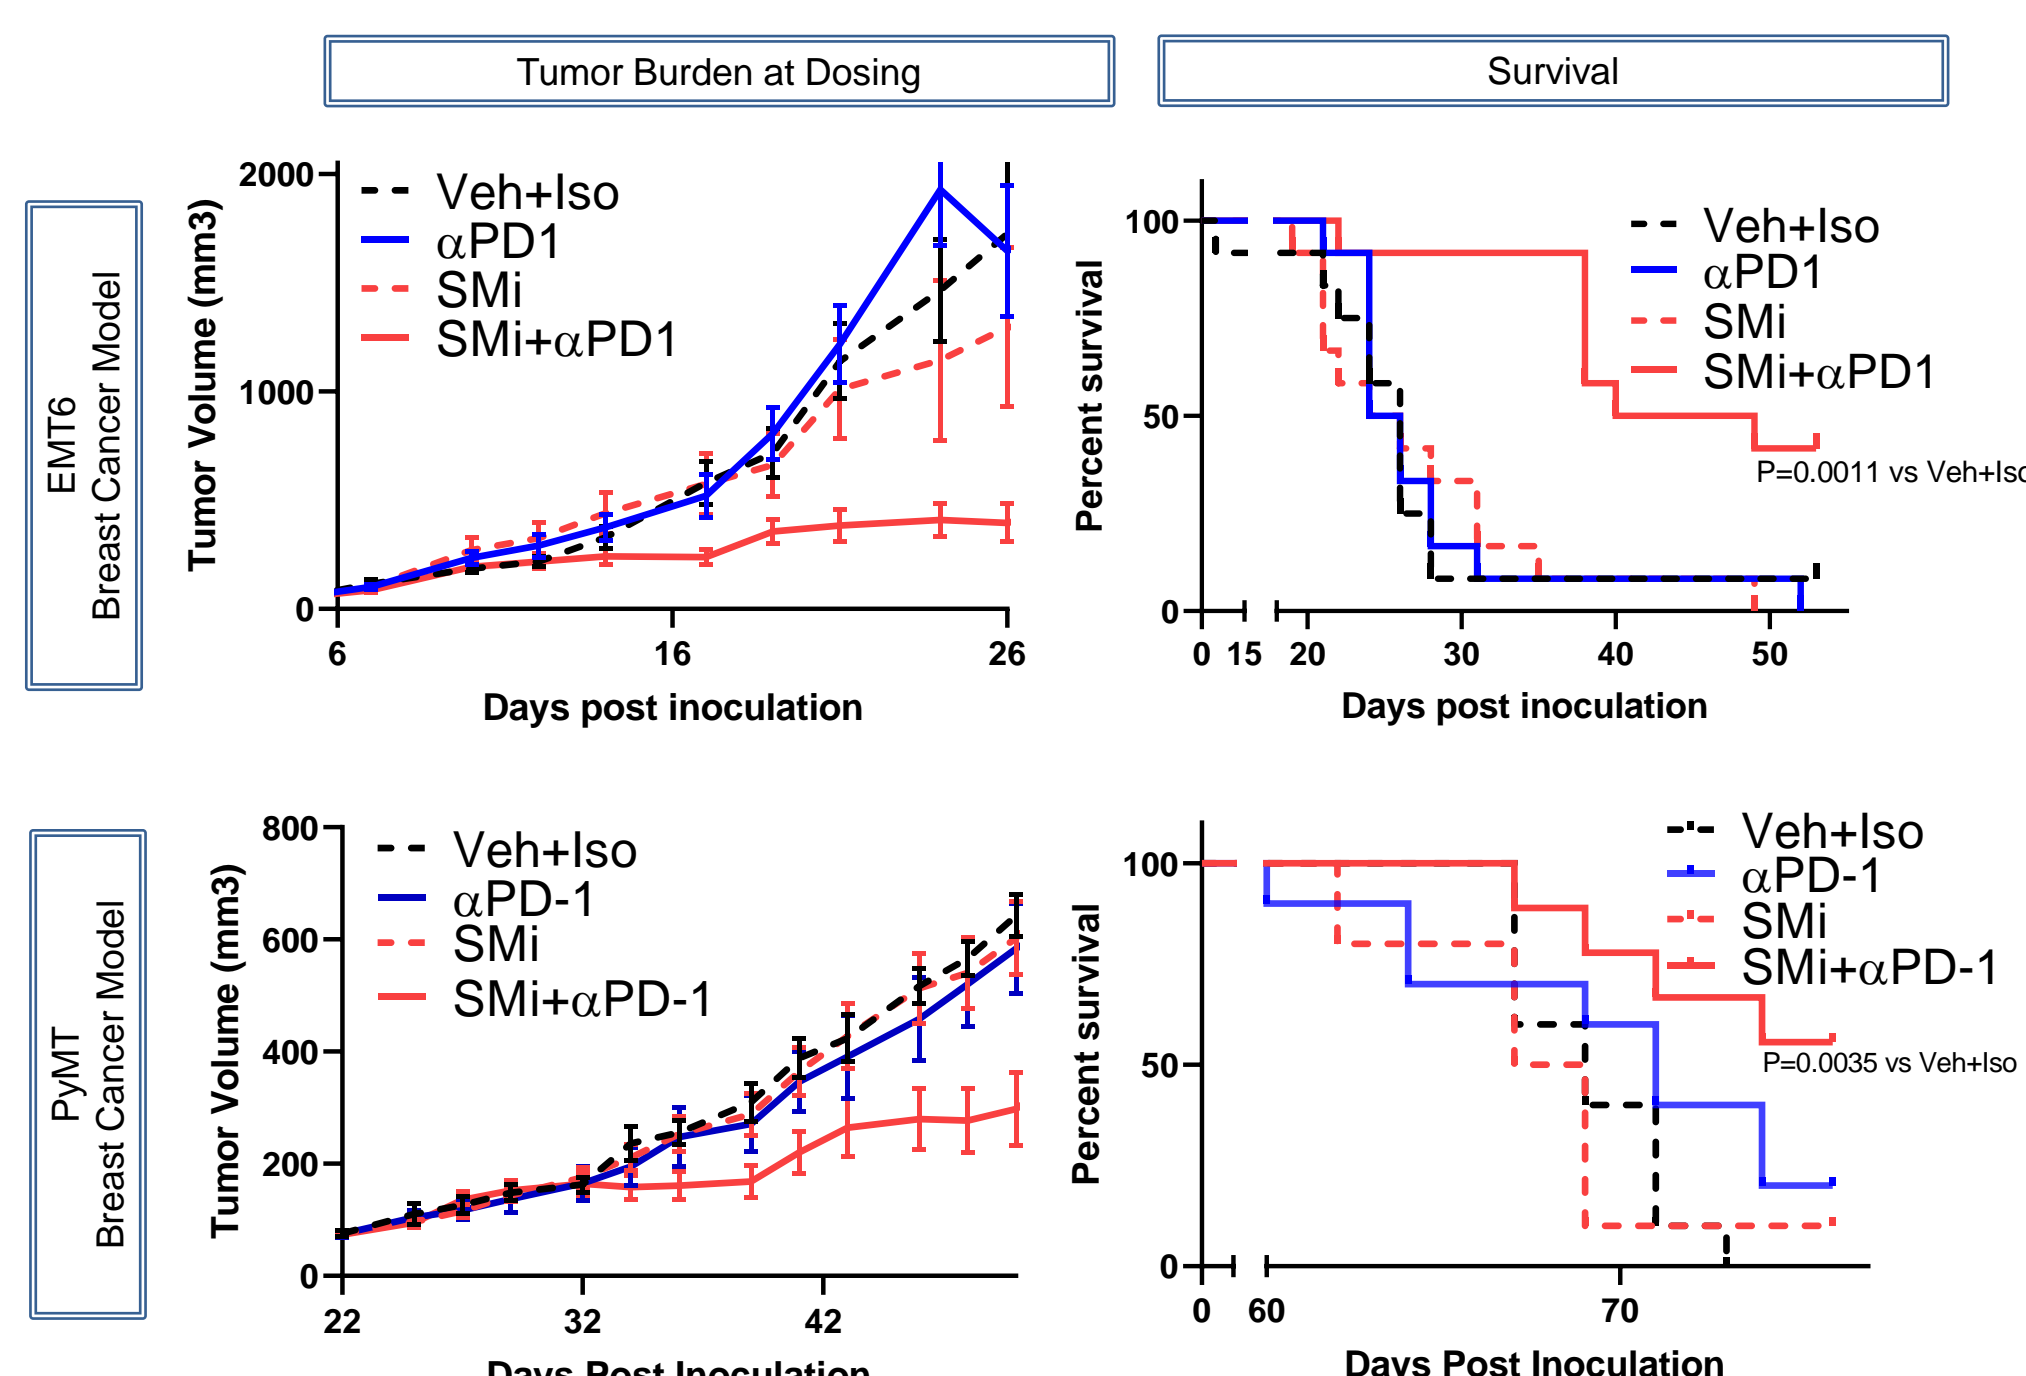 Tumor Burden at Dosing
Survival
EMT6
Breast Cancer Model
Tumor Volume (mm3)
2000
1000
0
6
16
26
Days post inoculation
Veh+Iso
αPD1
SMi
SMi+αPD1
Percent survival
100
50
0
0
15
20
30
40
50
Days post inoculation
Veh+Iso
αPD1
SMi
SMi+αPD1
P=0.0011 vs Veh+Iso
PyMT
Breast Cancer Model
Tumor Volume (mm3)
800
600
400
200
0
22
32
42
Days Post Inoculation
Veh+Iso
αPD-1
SMi
SMi+αPD-1
Percent survival
100
50
0
0
60
70
Days Post Inoculation
Veh+Iso
αPD-1
SMi
SMi+αPD-1
P=0.0035 vs Veh+Iso